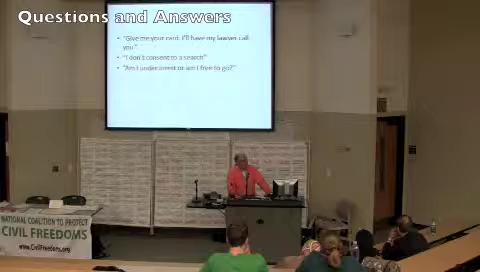 Questions and Answers
• "Give me your card. I'll have my lawyer call
you".
• "I don't consent to a search"
• "Am I under arrest or am I free to go?"
NATIONAL COALITION TO PROTECT
CIVIL FREEDOMS
www.CivilFreedoms.org